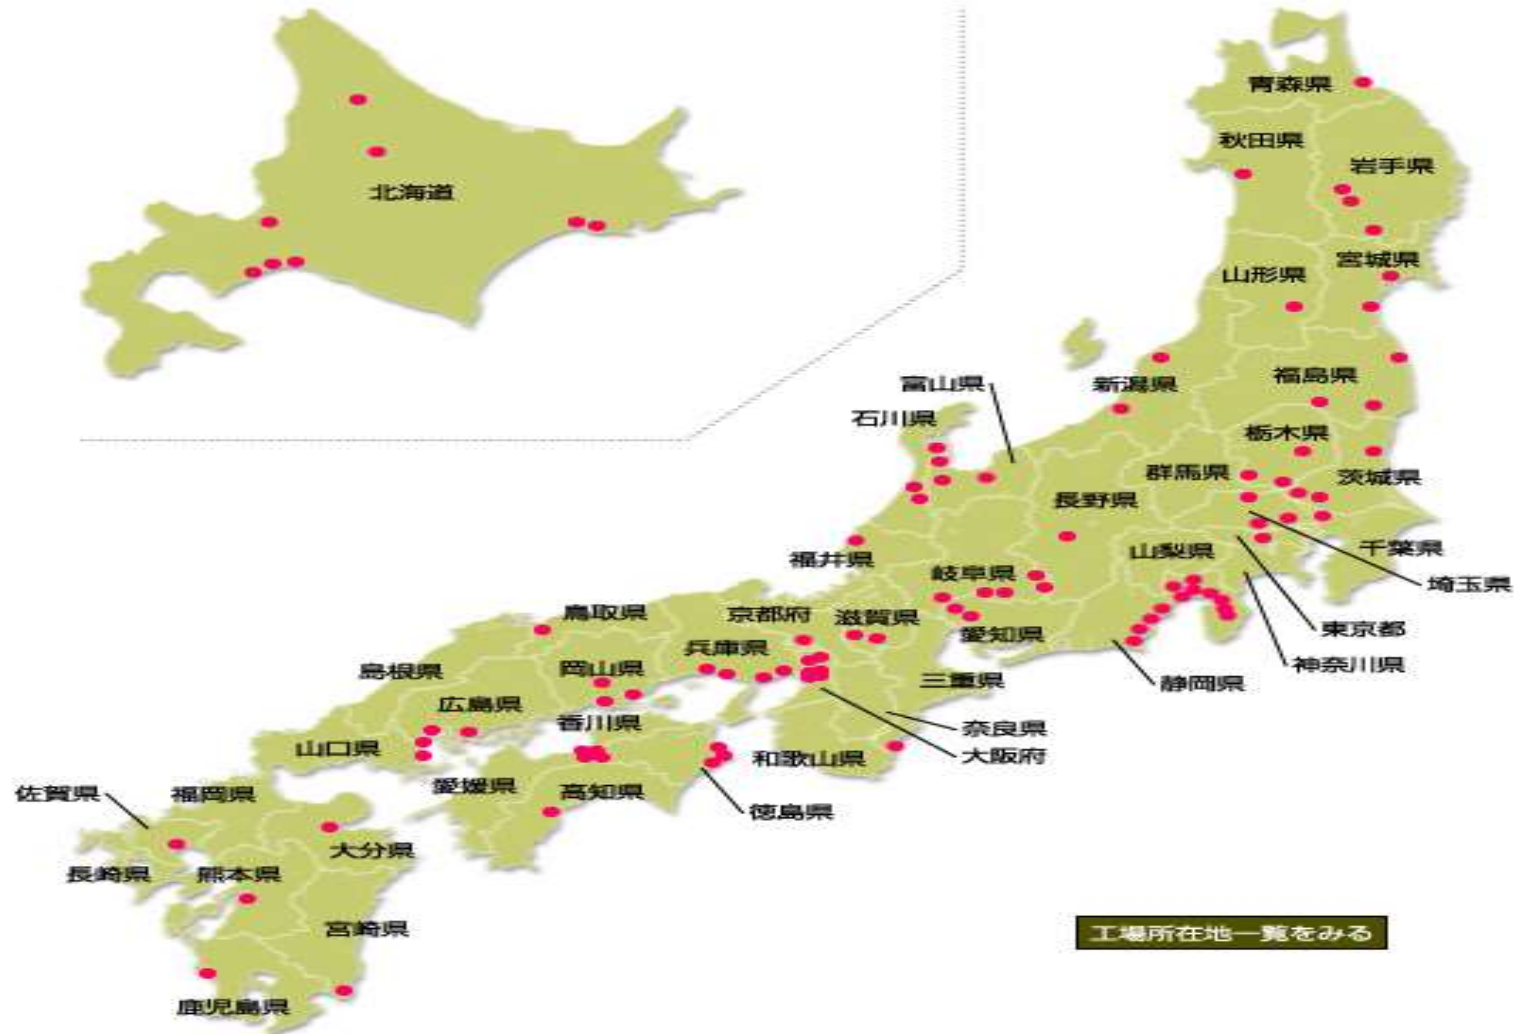 青森県
秋田県
岩手県
北海道
宮城県
山形県
福島県
新潟県
富山県
石川県
栃木県
群馬県
茨城県
長野県
千葉県
山梨県
福井県
岐阜県
埼玉県
鳥取県
京都府
滋賀県
愛知県
東京都
兵庫県
神奈川県
島根県
岡山県
三重県
静岡県
広島県
香川県
奈良県
山口県
和歌山県
大阪府
愛媛県
高知県
佐賀県
福岡県
徳島県
大分県
長崎県
熊本県
宮崎県
工場所在地一覧をみる
鹿児島県